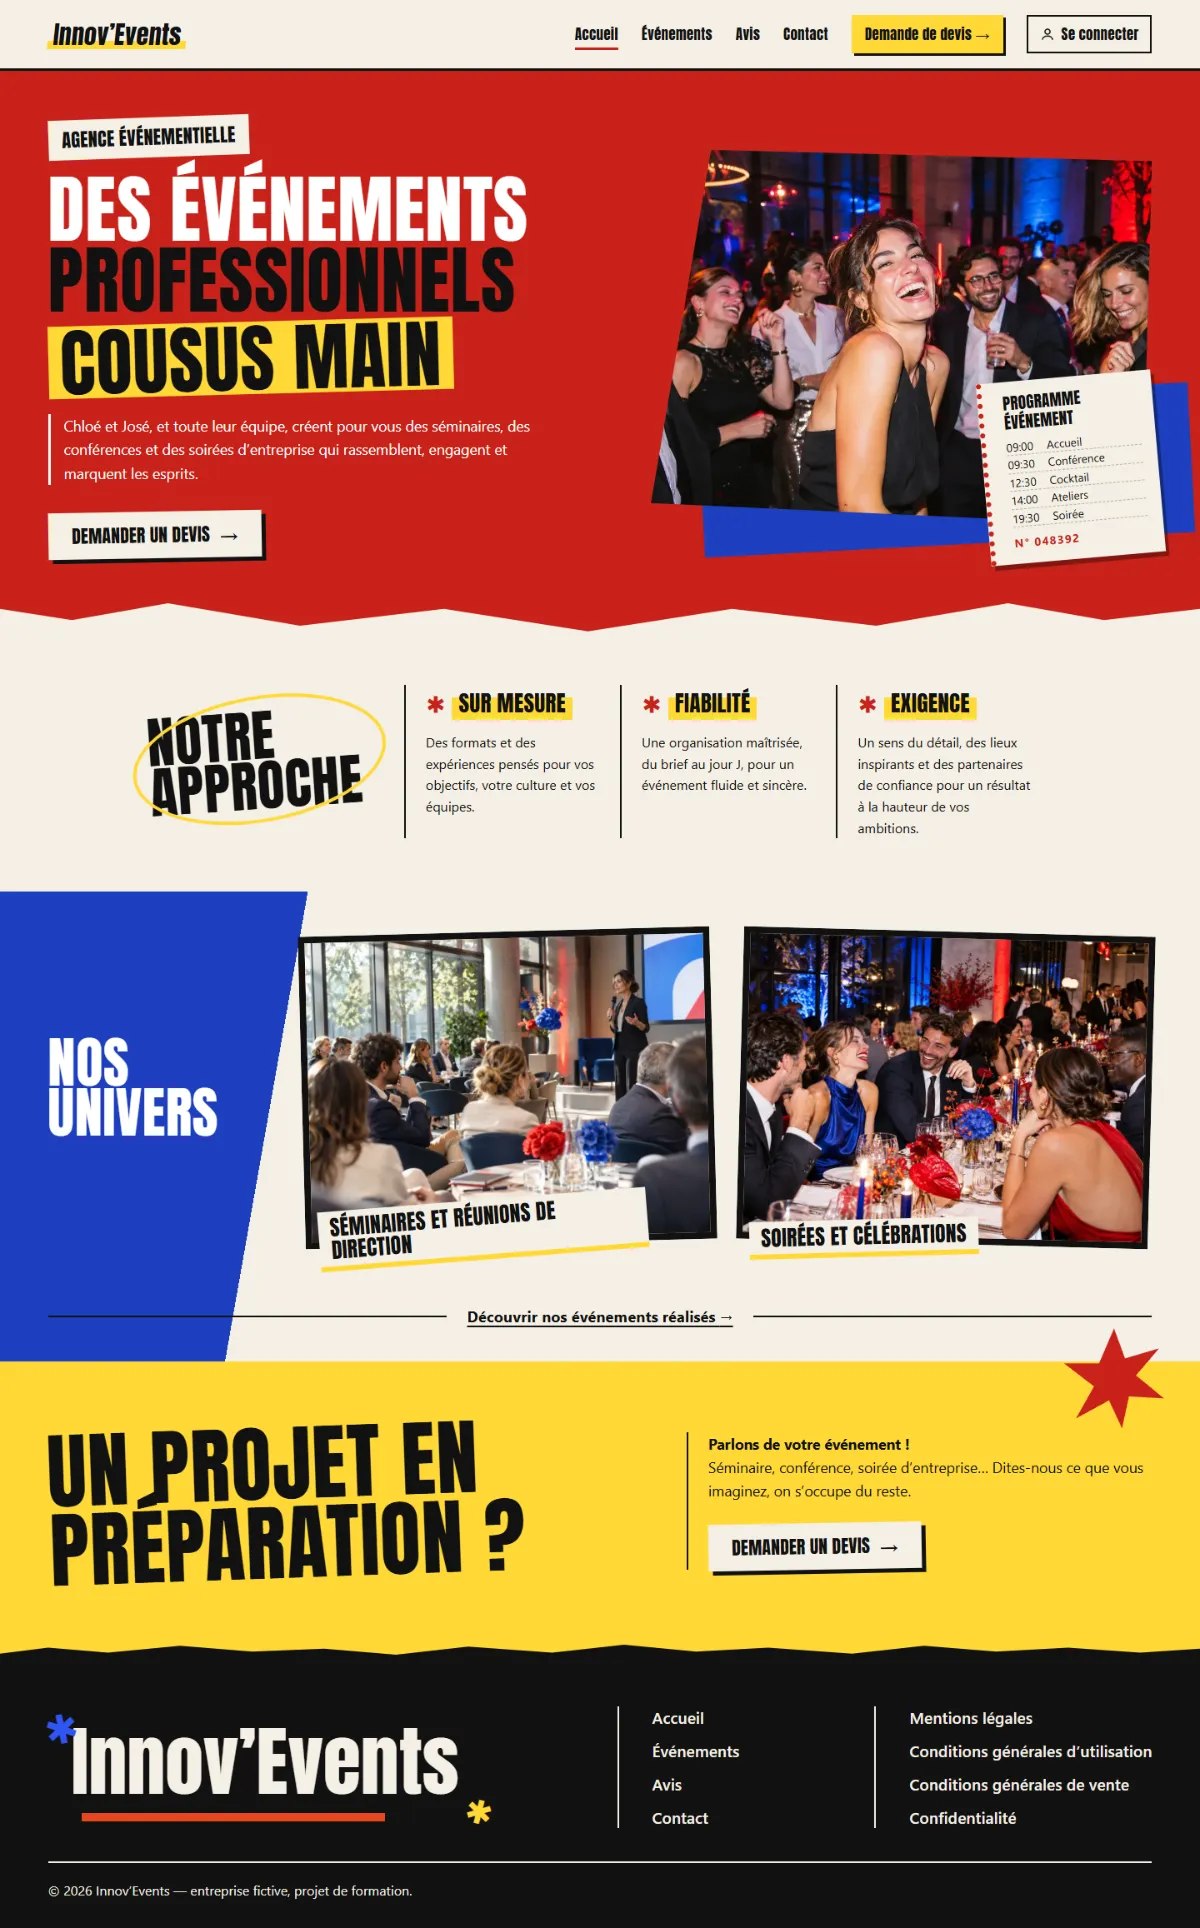 Innov’Events
Accueil Événements Avis Contact Demande de devis → Se connecter
AGENCE ÉVÉNEMENTIELLE
DES ÉVÉNEMENTS
PROFESSIONNELS
COUSUS MAIN
Chloé et José, et toute leur équipe, créent pour vous des séminaires, des
conférences et des soirées d’entreprise qui rassemblent, engagent et
marquent les esprits.
DEMANDER UN DEVIS →
PROGRAMME
ÉVÉNEMENT
09:00 Accueil
09:30 Conférence
12:30 Cocktail
14:00 Ateliers
19:30 Soirée
N° 048392
NOTRE
APPROCHE
SUR MESURE
Des formats et des
expériences pensés pour vos
objectifs, votre culture et vos
équipes.
FIABILITÉ
Une organisation maîtrisée,
du brief au jour J, pour un
événement fluide et sincère.
EXIGENCE
Un sens du détail, des lieux
inspirants et des partenaires
de confiance pour un résultat
à la hauteur de vos
ambitions.
NOS
UNIVERS
SÉMINAIRES ET RÉUNIONS DE
DIRECTION
SOIRÉES ET CÉLÉBRATIONS
Découvrir nos événements réalisés →
UN PROJET EN
PRÉPARATION ?
Parlons de votre événement !
Séminaire, conférence, soirée d’entreprise… Dites-nous ce que vous
imaginez, on s’occupe du reste.
DEMANDER UN DEVIS →
Innov’Events
Accueil
Événements
Avis
Contact
Mentions légales
Conditions générales d’utilisation
Conditions générales de vente
Confidentialité
© 2026 Innov’Events — entreprise fictive, projet de formation.